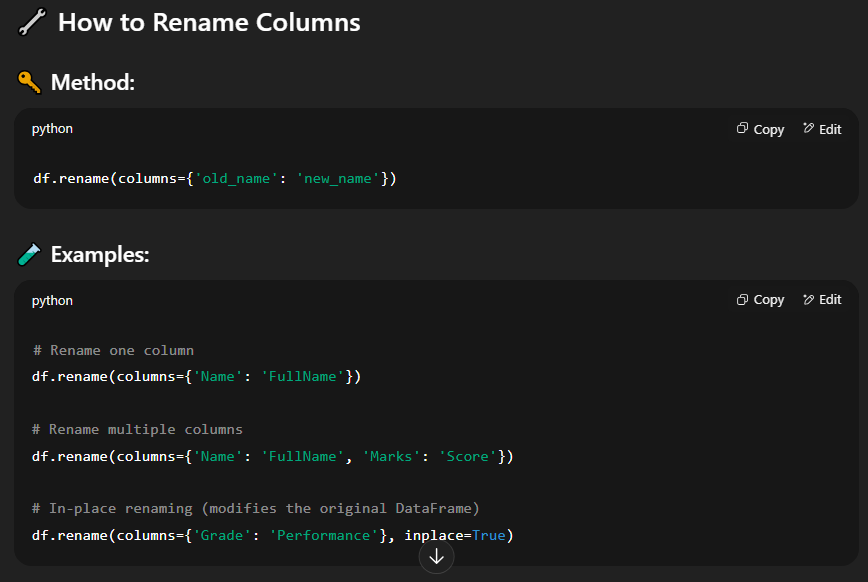 How to Rename Columns
Method:
python
Copy
Edit
df.rename(columns={'old_name': 'new_name'})
Examples:
python
Copy
Edit
# Rename one column
df.rename(columns={'Name': 'FullName'})
# Rename multiple columns
df.rename(columns={'Name': 'FullName', 'Marks': 'Score'})
# In-place renaming (modifies the original DataFrame)
df.rename(columns={'Grade': 'Performance'}, inplace=True)